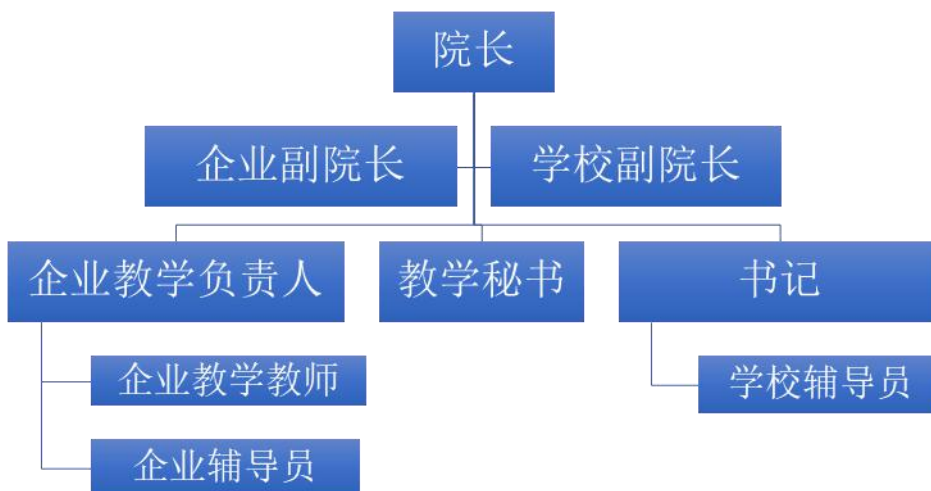 院长
企业副院长
学校副院长
企业教学负责人
教学秘书
书记
企业教学教师
学校辅导员
企业辅导员